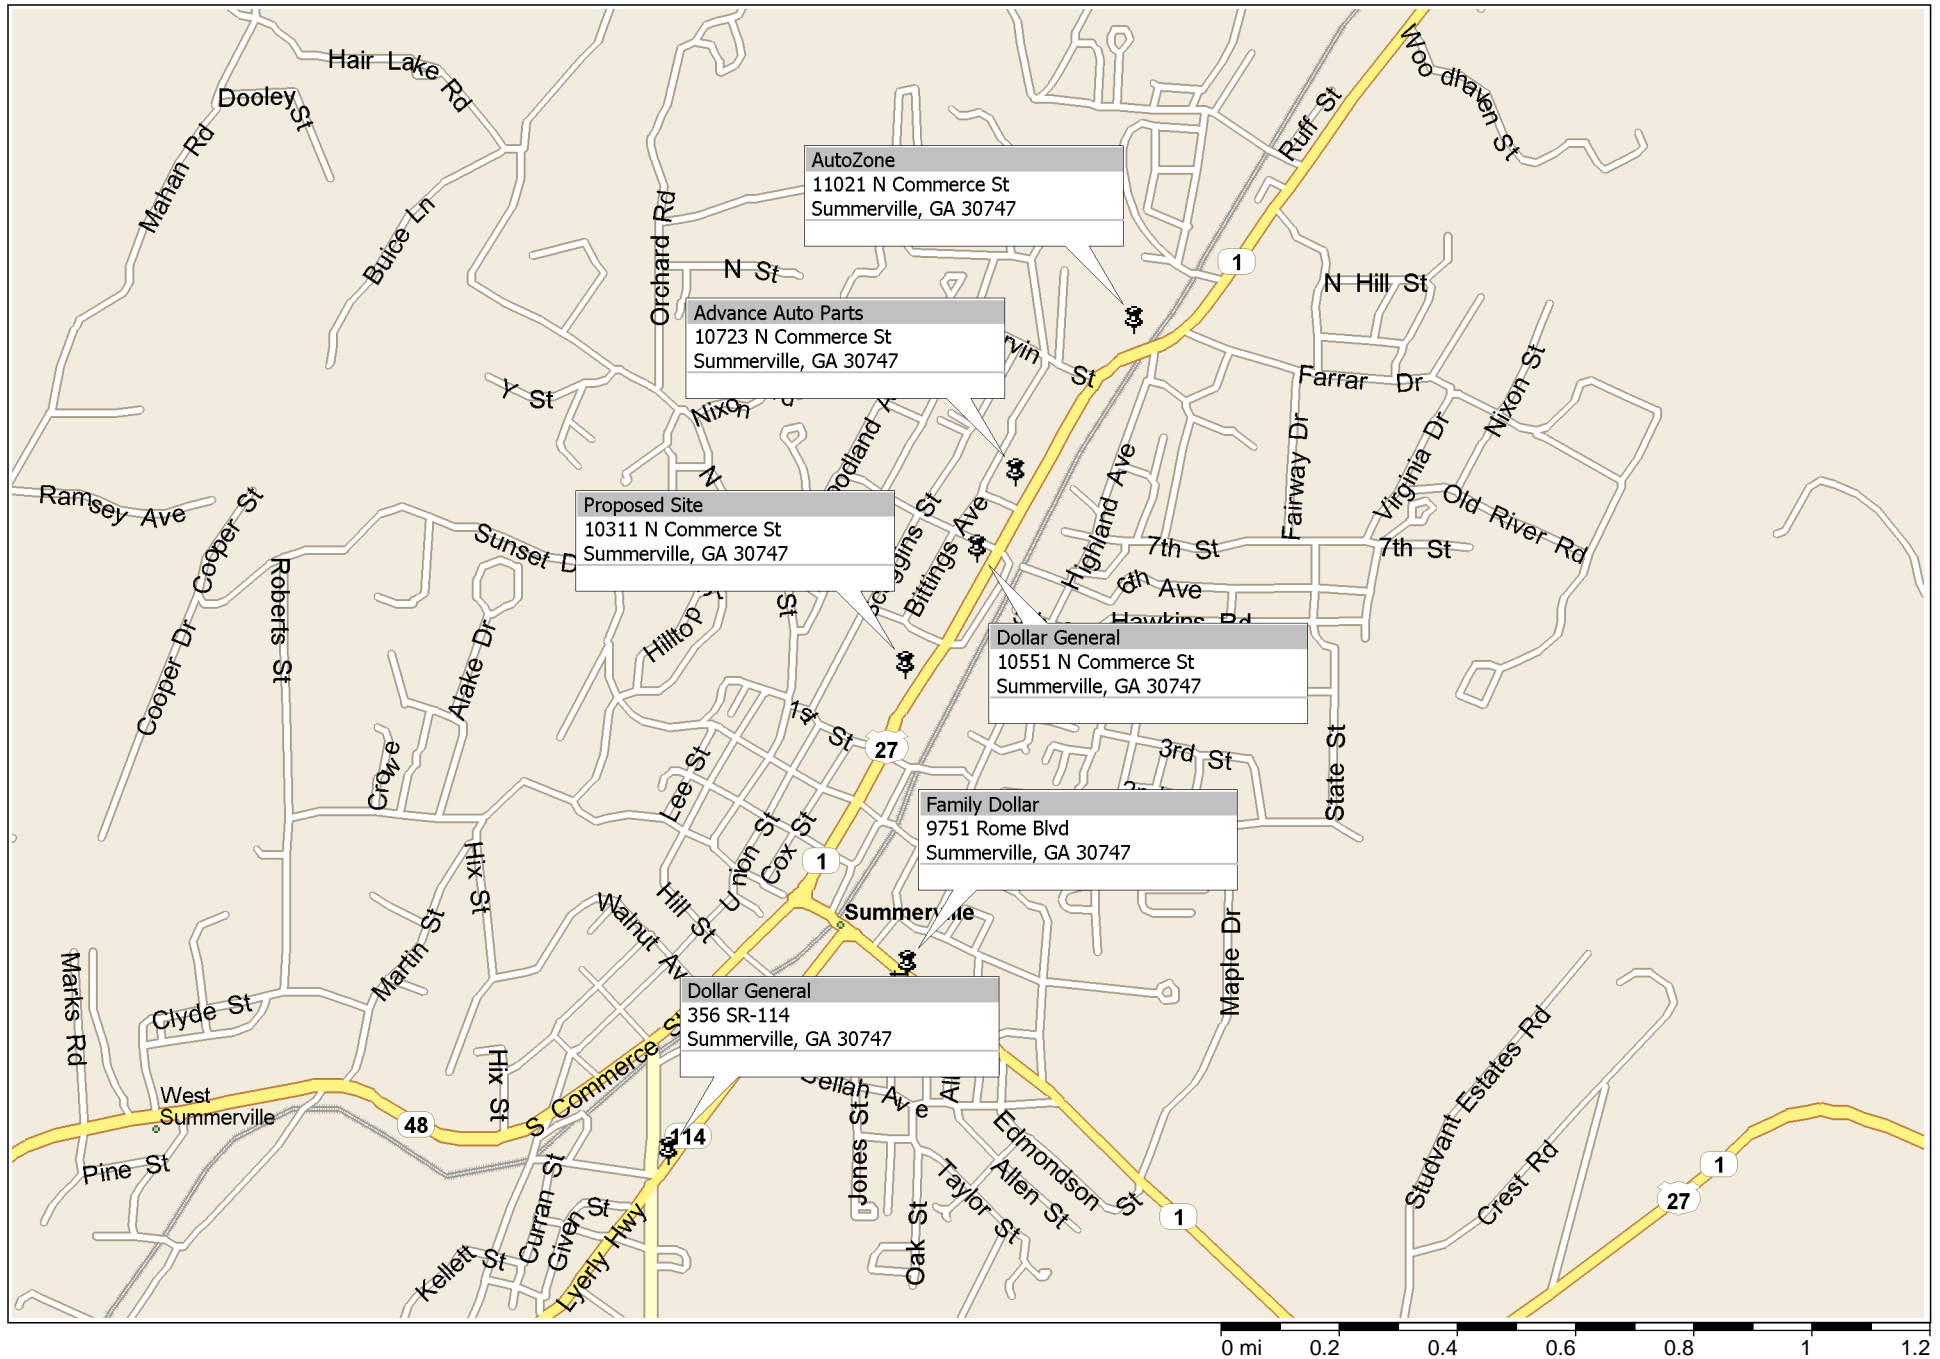 Hair Lake Rd
Dooley St
Mahan Rd
Buice Ln
Orchard Rd
N St
Woodhaven St
Ruff St
AutoZone
11021 N Commerce St
Summerville, GA 30747
1
N Hill St
Advance Auto Parts
10723 N Commerce St
Summerville, GA 30747
St
Y St
Nixon
Farrar Dr
Nixon St
Fairway Dr
Virginia Dr
Old River Rd
Highland Ave
Ramsey Ave
Cooper St
Sunset
N
Proposed Site
10311 N Commerce St
Summerville, GA 30747
Bittings Ave
St
7th St
7th St
6th Ave
Hawkins Rd
Roberts St
Cooper Dr
Alake Dr
Hilltop
St
Dollar General
10551 N Commerce St
Summerville, GA 30747
1st St
27
3rd St
State St
Crowe
Lee St
Union St
Cox St
1
Family Dollar
9751 Rome Blvd
Summerville, GA 30747
Hix St
Martin St
Walnut Av
Hill St
Summerville
Maple Dr
Marks Rd
Clyde St
Dollar General
356 SR-114
Summerville, GA 30747
West
Summerville
48
Hix St
S Commerce St
114
Ave
Jones St
Edmondson St
Allen St
Taylor St
Oak St
Pine St
Curran St
Given St
Kellett St
Lyerly Hwy
1
Studvant Estates Rd
Crest Rd
1
27
0 mi 0.2 0.4 0.6 0.8 1 1.2